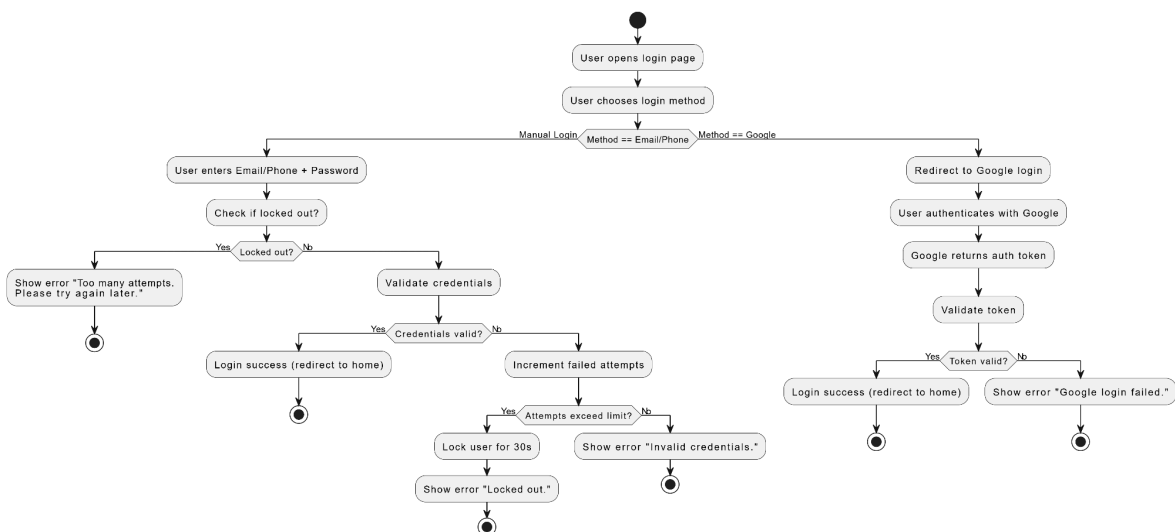 User opens login page
User chooses login method
Manual Login
Method == Email/Phone
Method == Google
User enters Email/Phone + Password
Redirect to Google login
Check if locked out?
User authenticates with Google
Yes
Locked out?
No
Google returns auth token
Show error "Too many attempts.
Please try again later."
Validate credentials
Validate token
Yes
Credentials valid?
No
Yes
Token valid?
No
Login success (redirect to home)
Increment failed attempts
Login success (redirect to home)
Show error "Google login failed."
Yes
Attempts exceed limit?
No
Lock user for 30s
Show error "Invalid credentials."
Show error "Locked out."